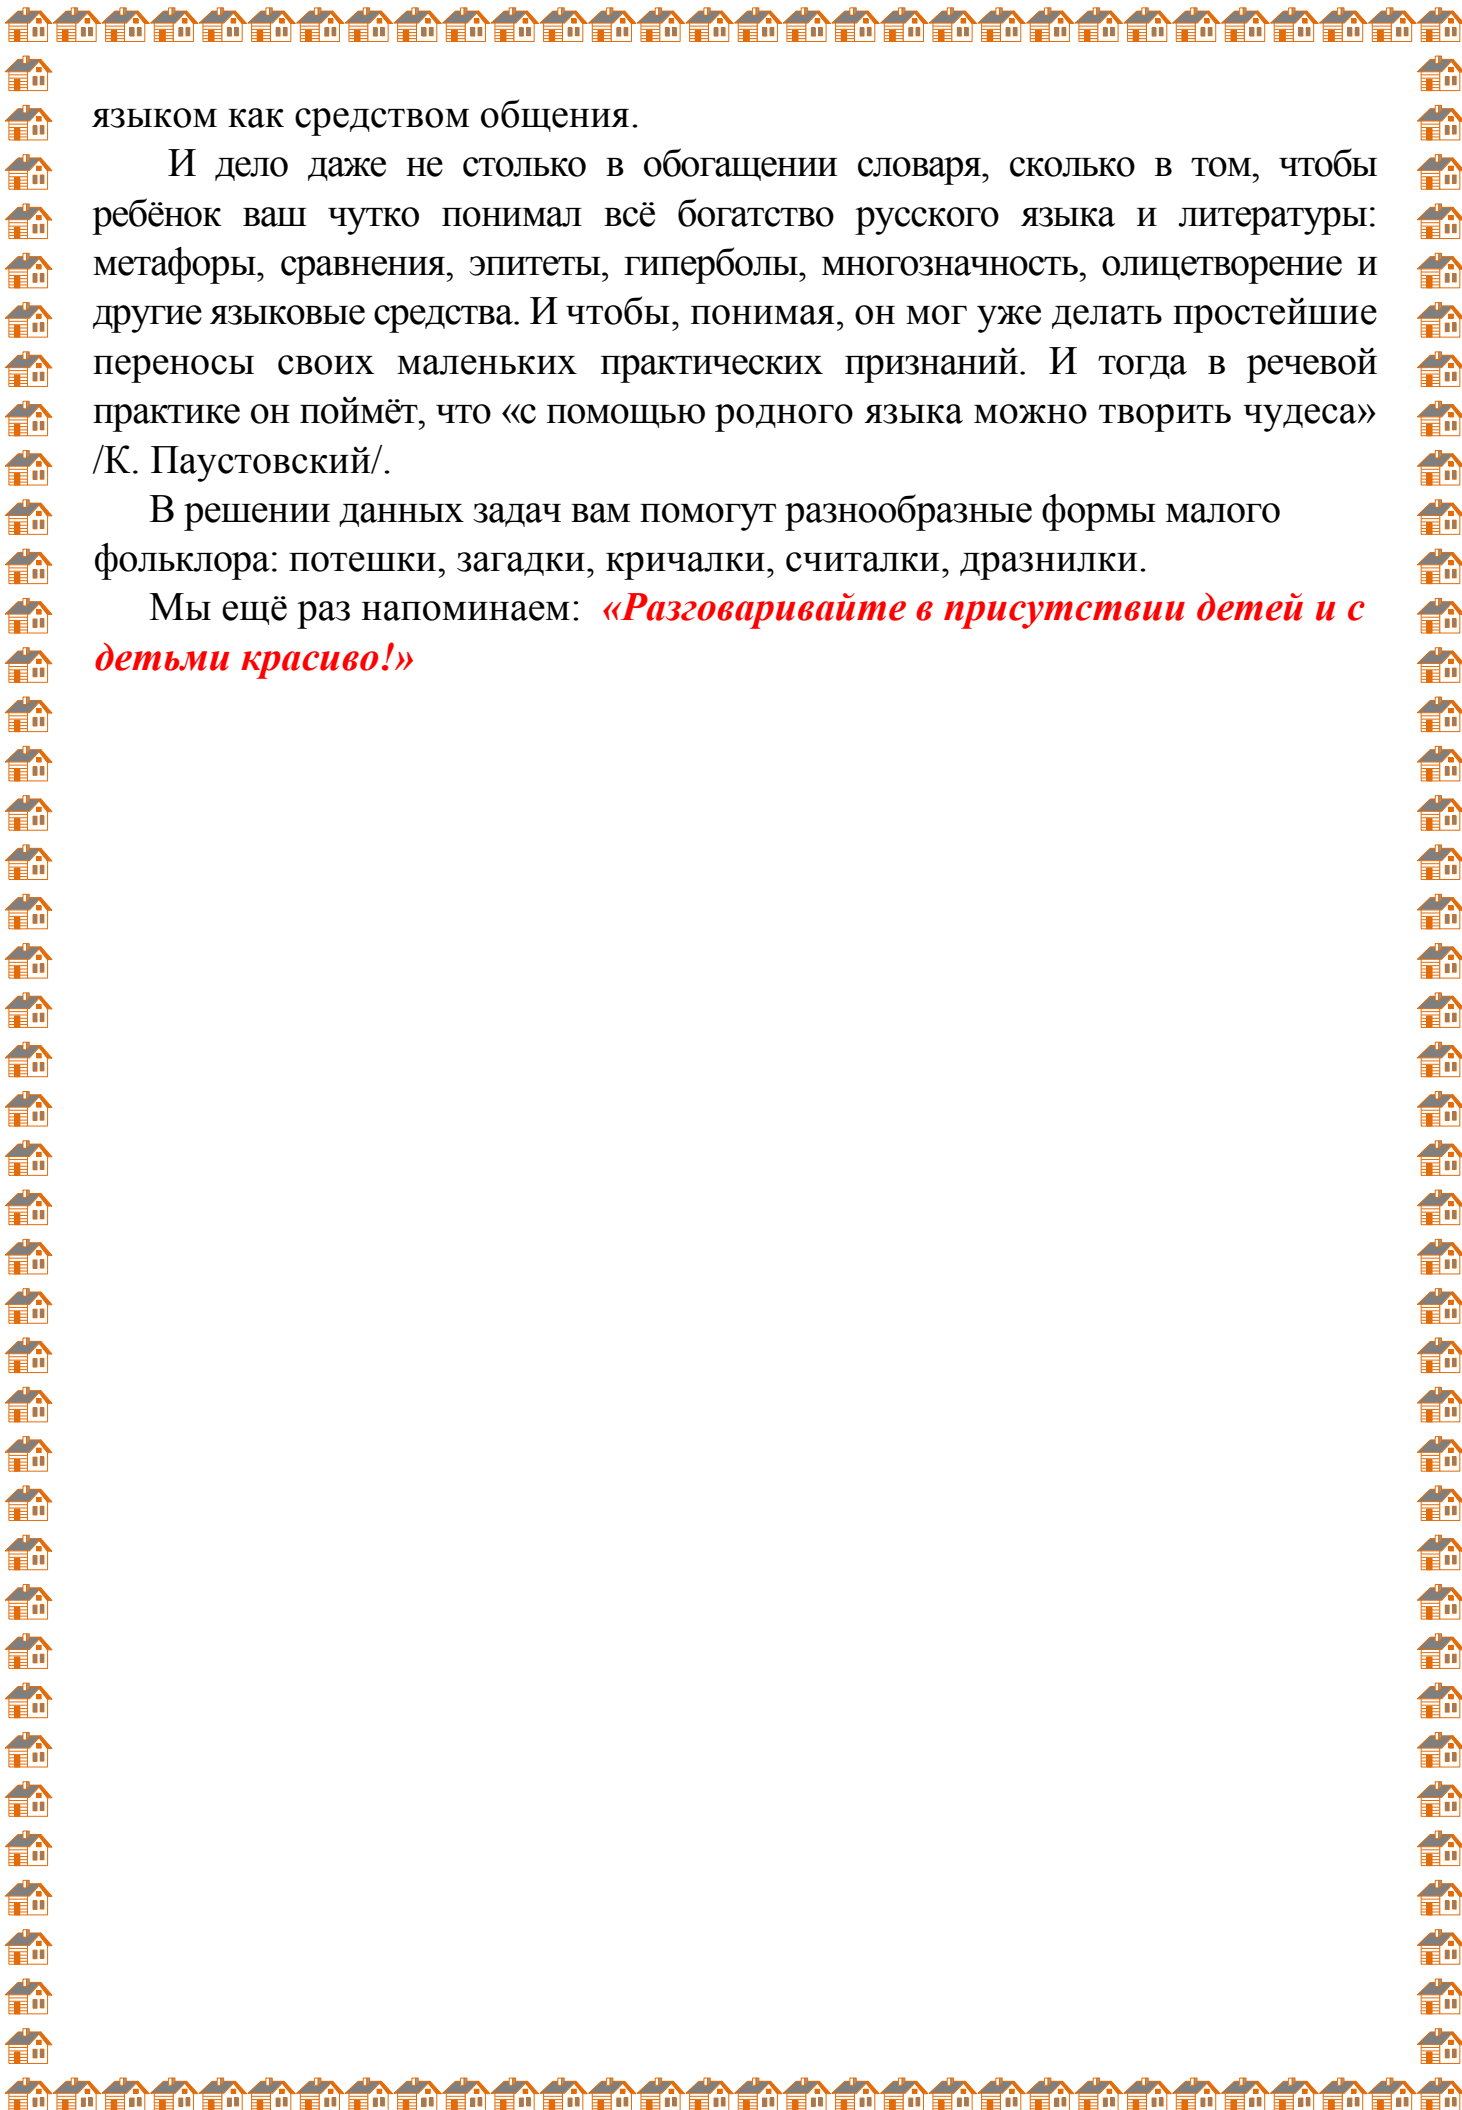 языком как средством общения.
И дело даже не столько в обогащении словаря, сколько в том, чтобы
ребёнок ваш чутко понимал всё богатство русского языка и литературы:
метафоры, сравнения, эпитеты, гиперболы, многозначность, олицетворение и
другие языковые средства. И чтобы, понимая, он мог уже делать простейшие
переносы своих маленьких практических признаний. И тогда в речевой
практике он поймёт, что «с помощью родного языка можно творить чудеса»
/К. Паустовский/.
В решении данных задач вам помогут разнообразные формы малого
фольклора: потешки, загадки, кричалки, считалки, дразнилки.
Мы ещё раз напоминаем: «Разговаривайте в присутствии детей и с
детьми красиво!»